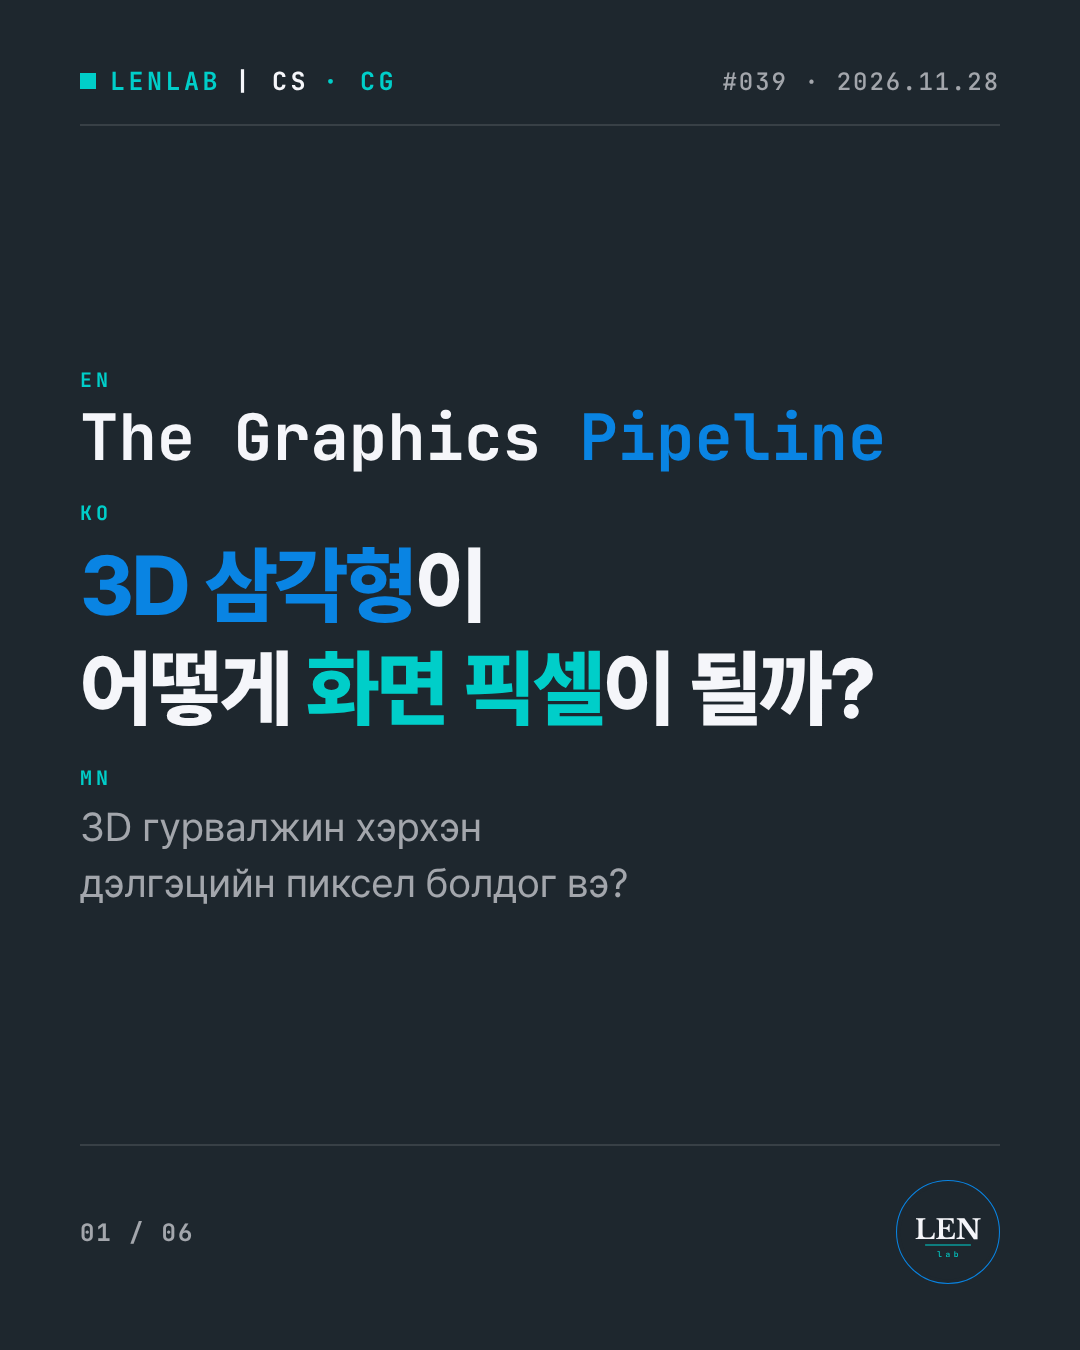 LENLAB | CS · CG
#039 · 2026.11.28
EN
The Graphics Pipeline
KO
3D 삼각형이
어떻게 화면 픽셀이 될까?
MN
3D гурвалжин хэрхэн
дэлгэцийн пиксел болдог вэ?
01 / 06
LEN
lab